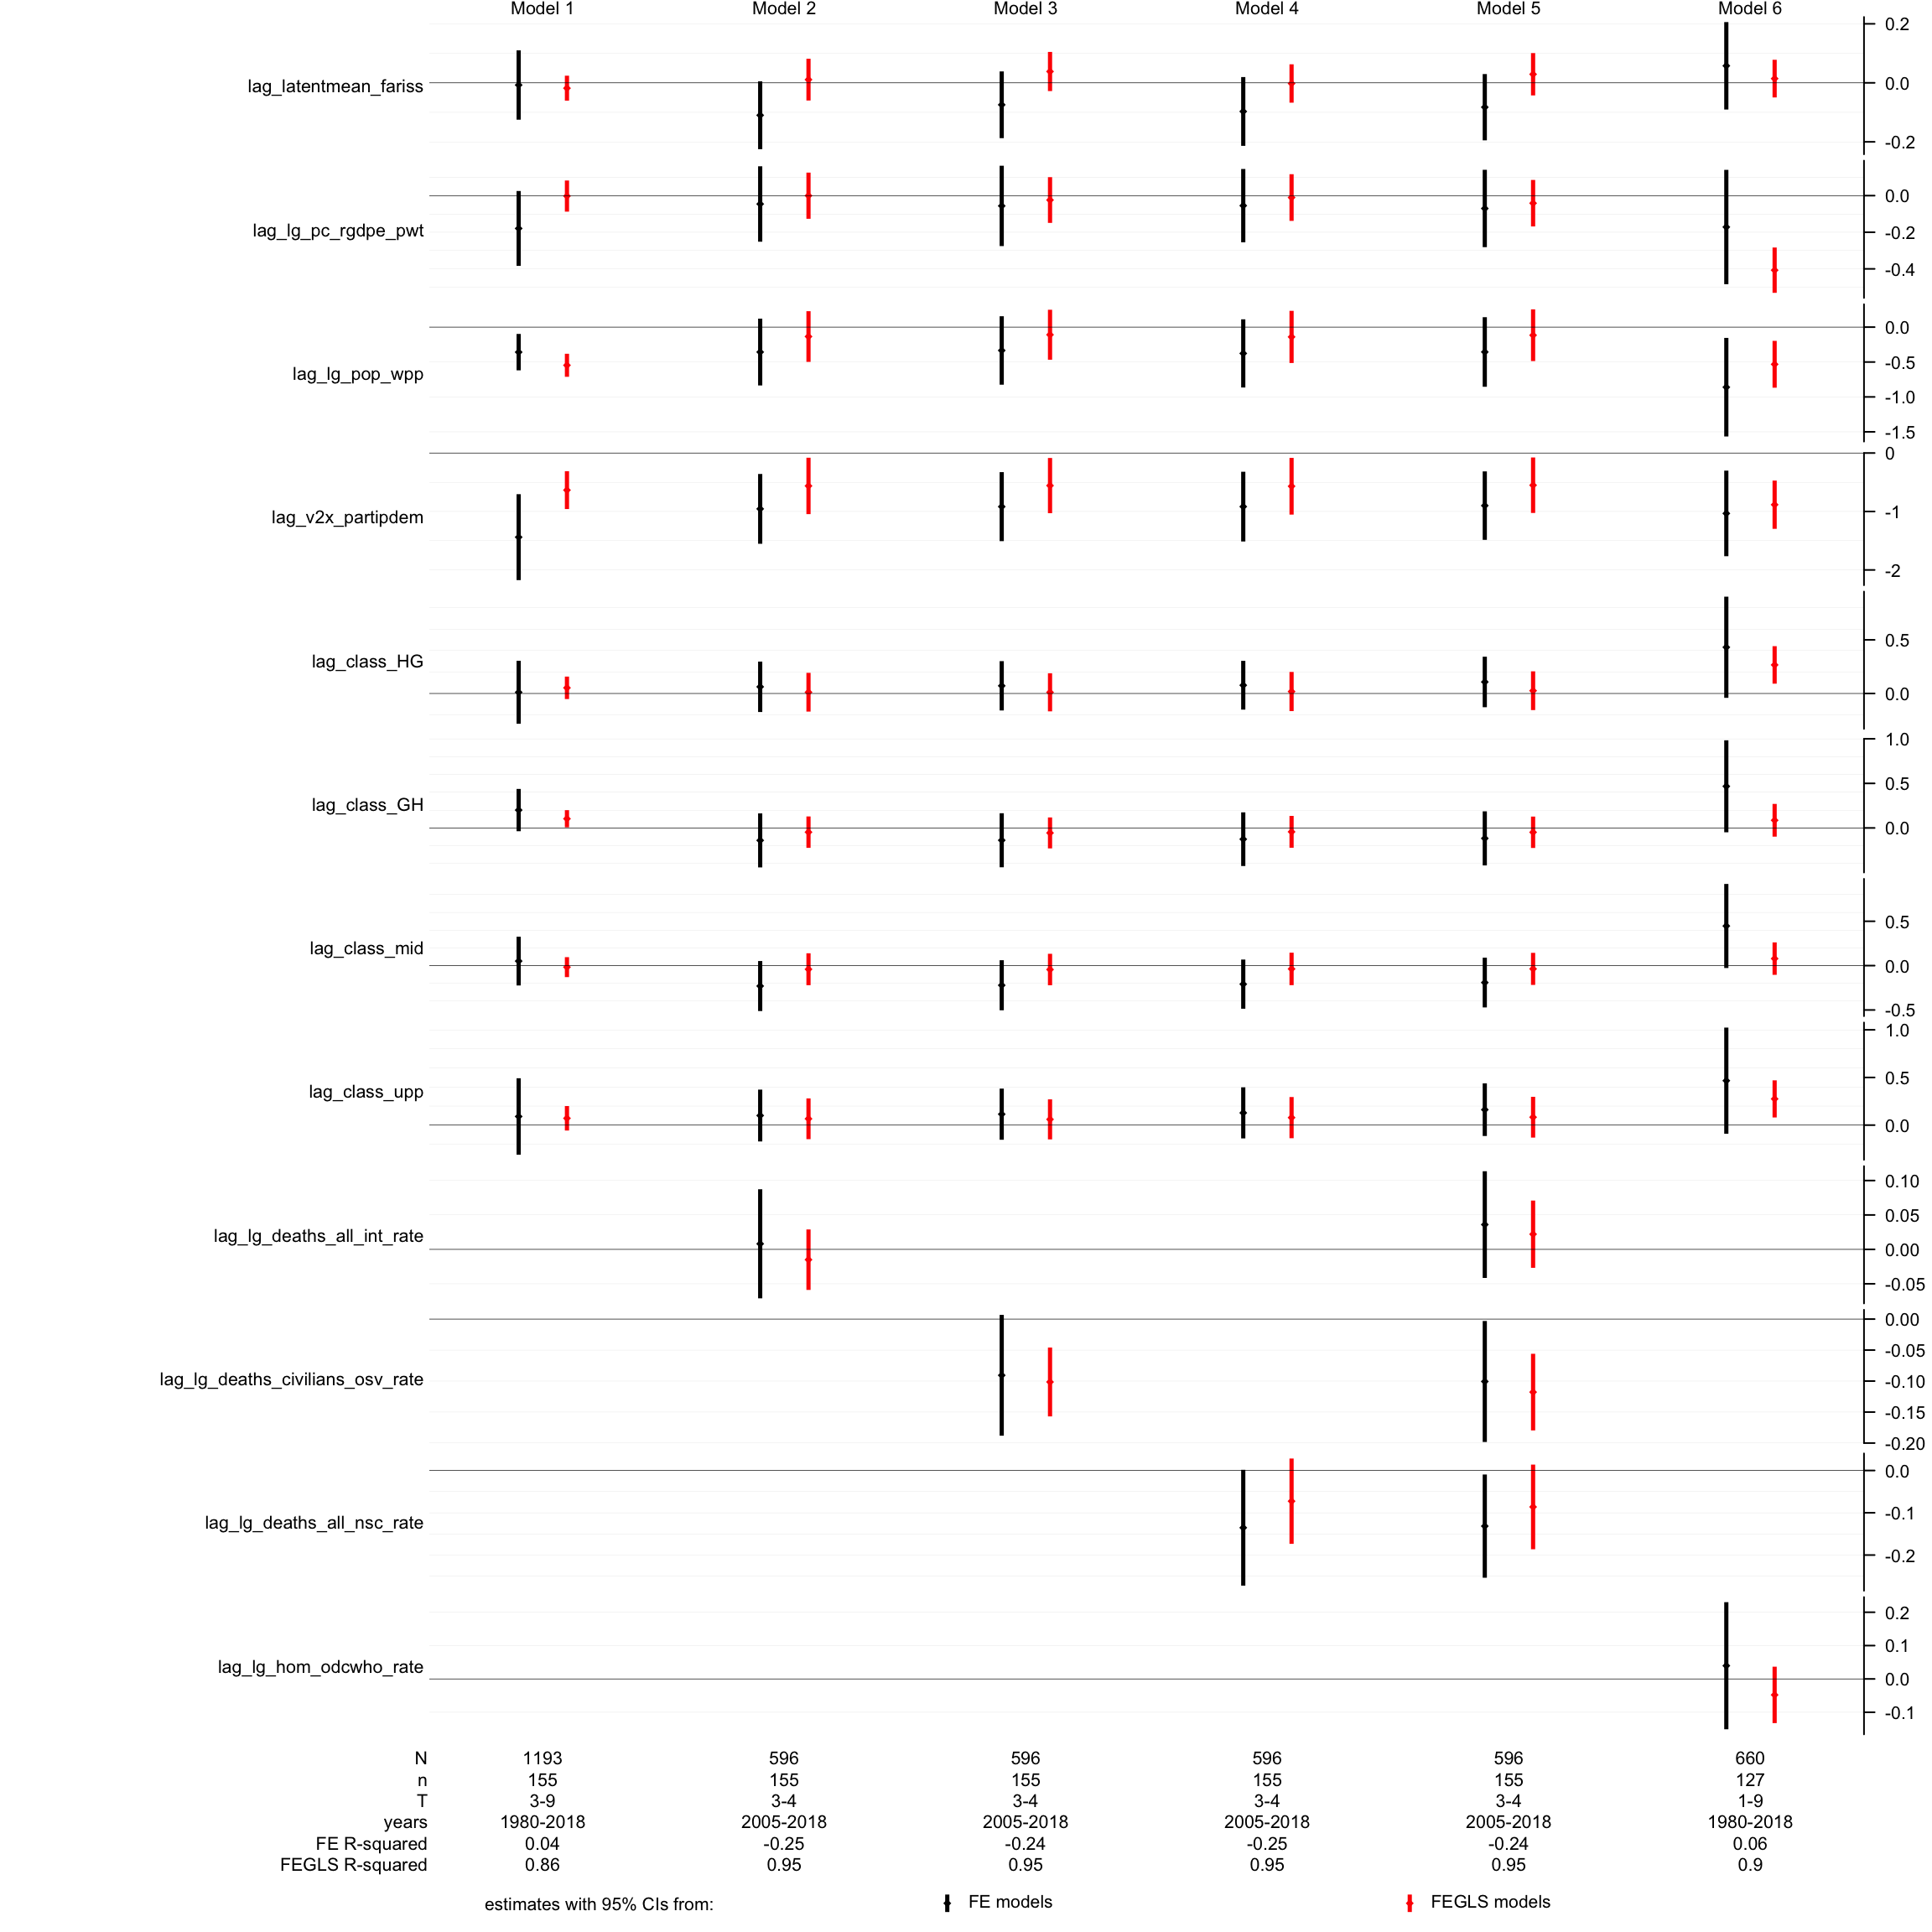 Model 1 Model 2 Model 3 Model 4 Model 5 Model 6
lag_latentmean_fariss 0.2 0.0 -0.2
lag_lg_pc_rgdpe_pwt 0.0 -0.2 -0.4
lag_lg_pop_wpp 0.0 -0.5 -1.0 -1.5
lag_v2x_partipdem 0 -1 -2
lag_class_HG 0.5 0.0
lag_class_GH 1.0 0.5 0.0
lag_class_mid 0.5 0.0 -0.5
lag_class_upp 1.0 0.5 0.0
lag_lg_deaths_all_int_rate 0.10 0.05 0.00 -0.05
lag_lg_deaths_civilians_osv_rate 0.00 -0.05 -0.10 -0.15 -0.20
lag_lg_deaths_all_nsc_rate 0.0 -0.1 -0.2
lag_lg_hom_odcwho_rate 0.2 0.1 0.0 -0.1
N 1193 596 596 596 596 660
n 155 155 155 155 155 127
T 3-9 3-4 3-4 3-4 3-4 1-9
years 1980-2018 2005-2018 2005-2018 2005-2018 2005-2018 1980-2018
FE R-squared 0.04 -0.25 -0.24 -0.25 -0.24 0.06
FEGLS R-squared 0.86 0.95 0.95 0.95 0.95 0.9
estimates with 95% CIs from: FE models FEGLS models